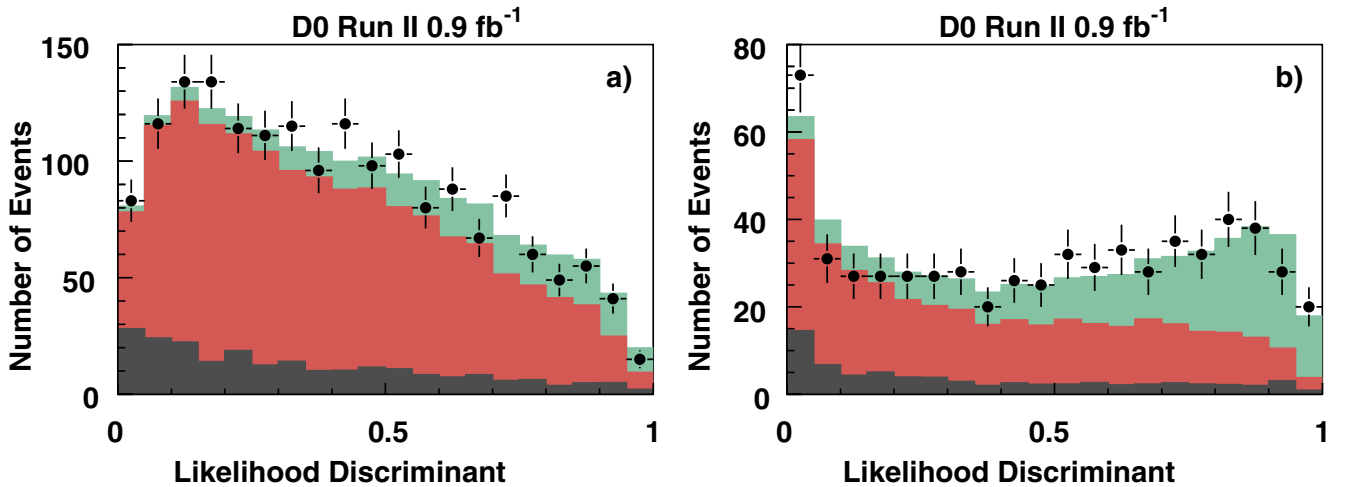 D0 Run II 0.9 fb-1
a)
150
100
50
0
0
0.5
1
Number of Events
Likelihood Discriminant
D0 Run II 0.9 fb-1
b)
80
60
40
20
0
0
0.5
1
Number of Events
Likelihood Discriminant